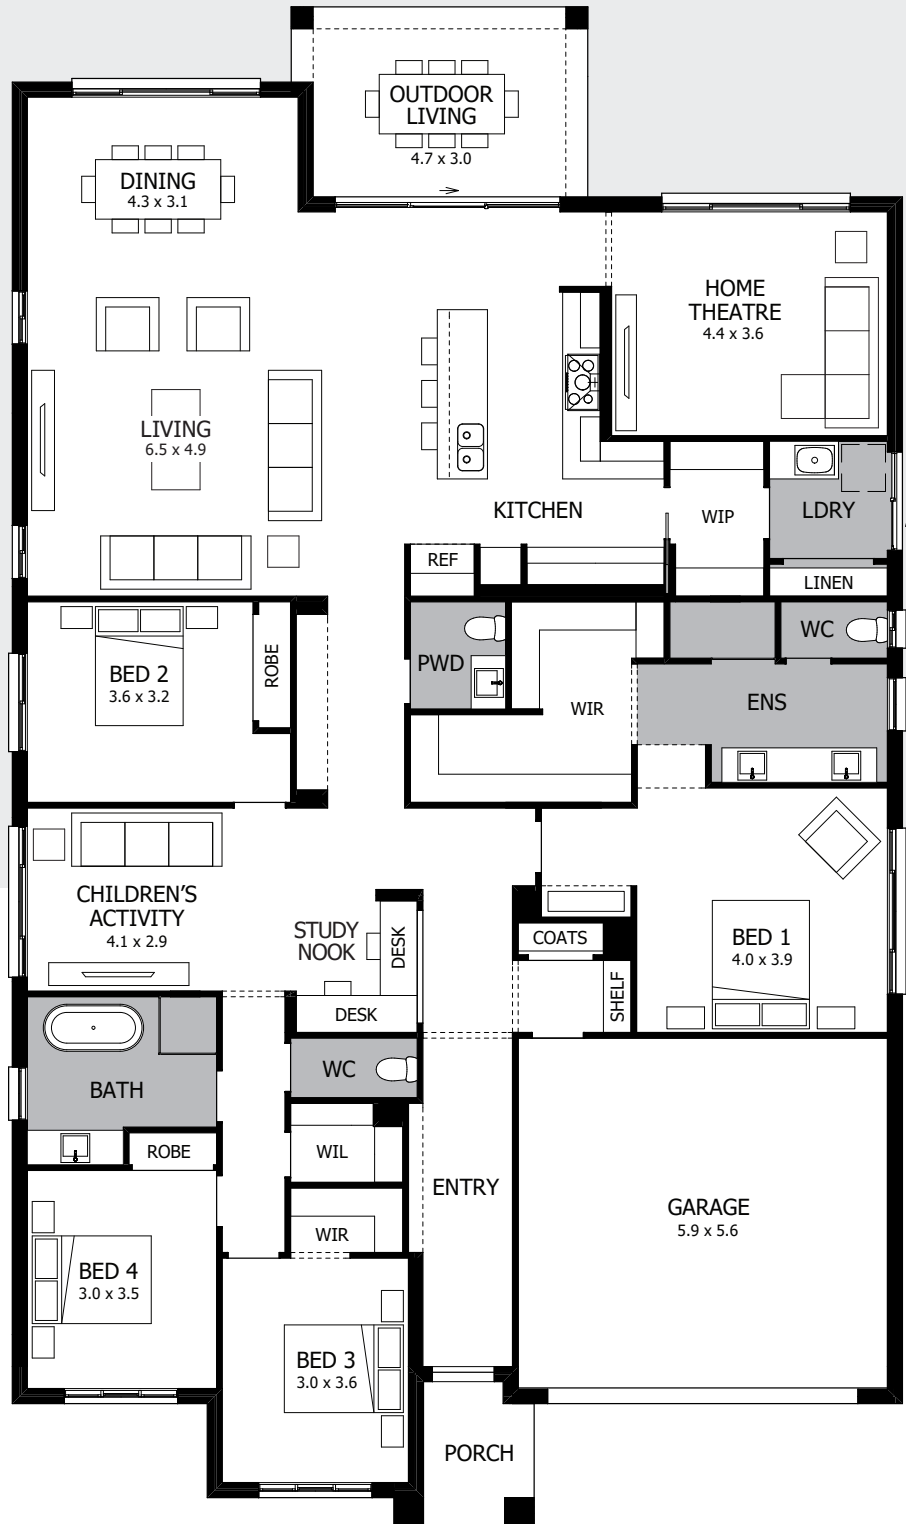 OUTDOOR
LIVING
4.7 x 3.0
DINING
4.3 x 3.1
HOME
THEATRE
4.4 x 3.6
LIVING
6.5 x 4.9
KITCHEN
WIP
LDRY
REF
LINEN
BED 2
3.6 x 3.2
ROBE
PWD
WIR
WC
ENS
CHILDREN'S
ACTIVITY
4.1 x 2.9
STUDY
NOOK
DESK
DESK
COATS
SHELF
BED 1
4.0 x 3.9
BATH
WC
ROBE
WIL
WIR
ENTRY
GARAGE
5.9 x 5.6
BED 4
3.0 x 3.5
BED 3
3.0 x 3.6
PORCH